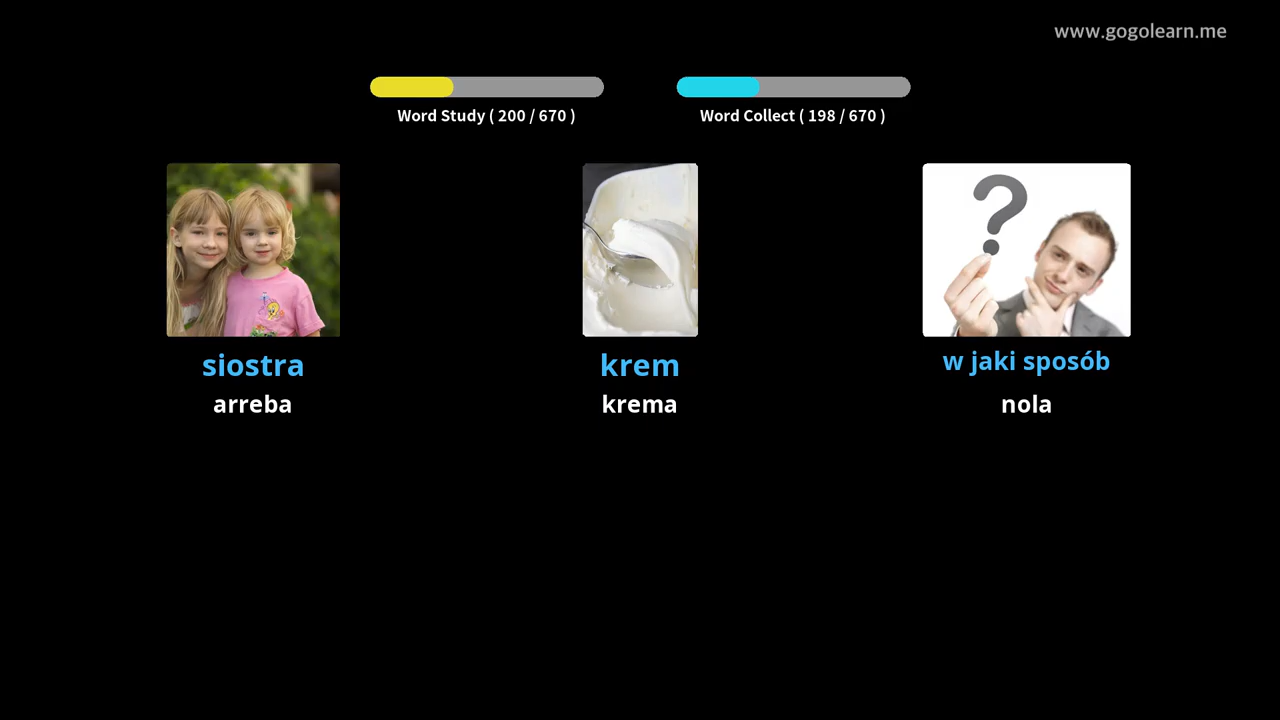 www.gogolearn.me
Word Study ( 200 / 670 )
Word Collect ( 198 / 670 )
siostra
arreba
krem
krema
w jaki sposób
nola